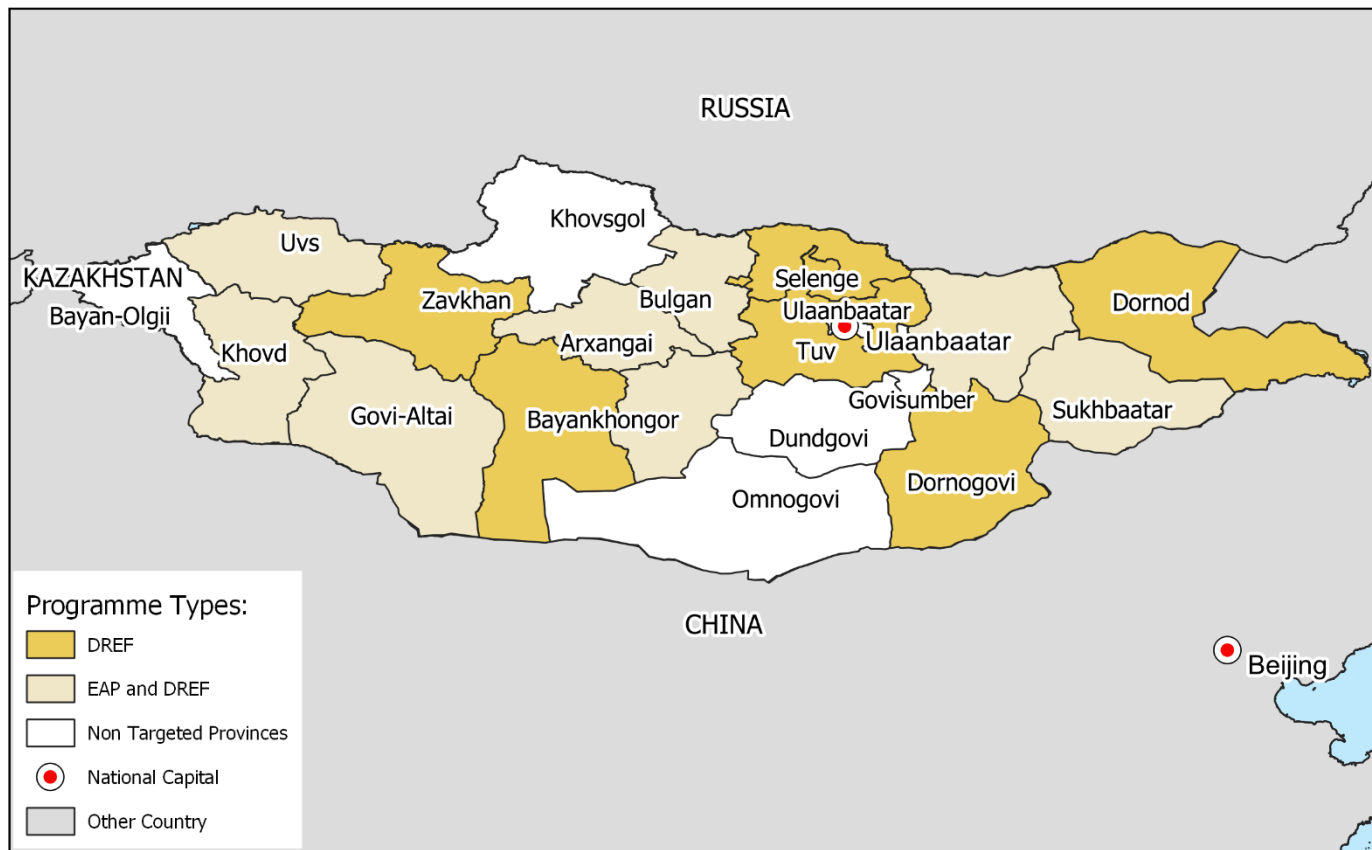 RUSSIA
Khovsgol
Uvs
KAZAKHSTAN
Selenge
Zavkhan
Bulgan
Dornod
Bayan-Olgii
Ulaanbaatar
Arxangai
Khovd
Tuv
Ulaanbaatar
Govisumber
Govi-Altai
Bayankhongor
Sukhbaatar
Dundgovi
Dornogovi
Omnogovi
CHINA
Beijing
Programme Types:
DREF
EAP and DREF
Non Targeted Provinces
National Capital
Other Country